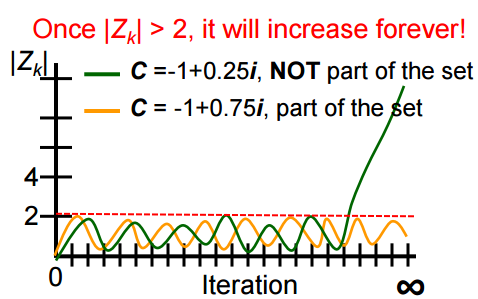 Once |Zk| > 2, it will increase forever!
|Zk|
C =-1+0.25i, NOT part of the set
C = -1+0.75i, part of the set
4
2
0
Iteration
∞